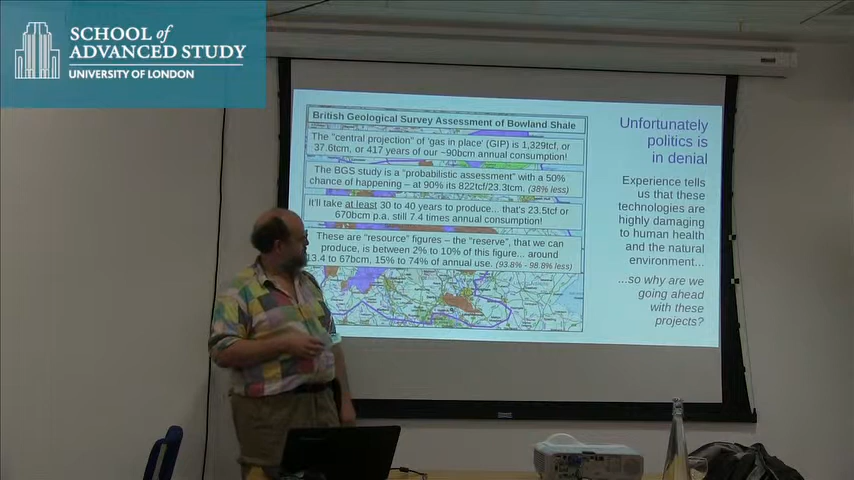 SCHOOL of
ADVANCED STUDY
UNIVERSITY OF LONDON
British Geological Survey Assessment of Bowland Shale
The "central projection" of 'gas in place' (GIP) is 1,329tcf, or
37.6tcm, or 417 years of our ~90bcm annual consumption!
The BGS study is a "probabilistic assessment" with a 50%
chance of happening – at 90% its 822tcf/23.3tcm. (38% less)
It'll take at least 30 to 40 years to produce... that's 23.5tcf or
670bcm p.a, still 7.4 times annual consumption!
These are "resource" figures – the "reserve", that we can
produce, is between 2% to 10% of this figure... around
13.4 to 67bcm, 15% to 74% of annual use. (93.8% - 98.8% less)
Unfortunately
politics is
in denial
Experience tells
us that these
technologies are
highly damaging
to human health
and the natural
environment...
...so why are we
going ahead
with these
projects?